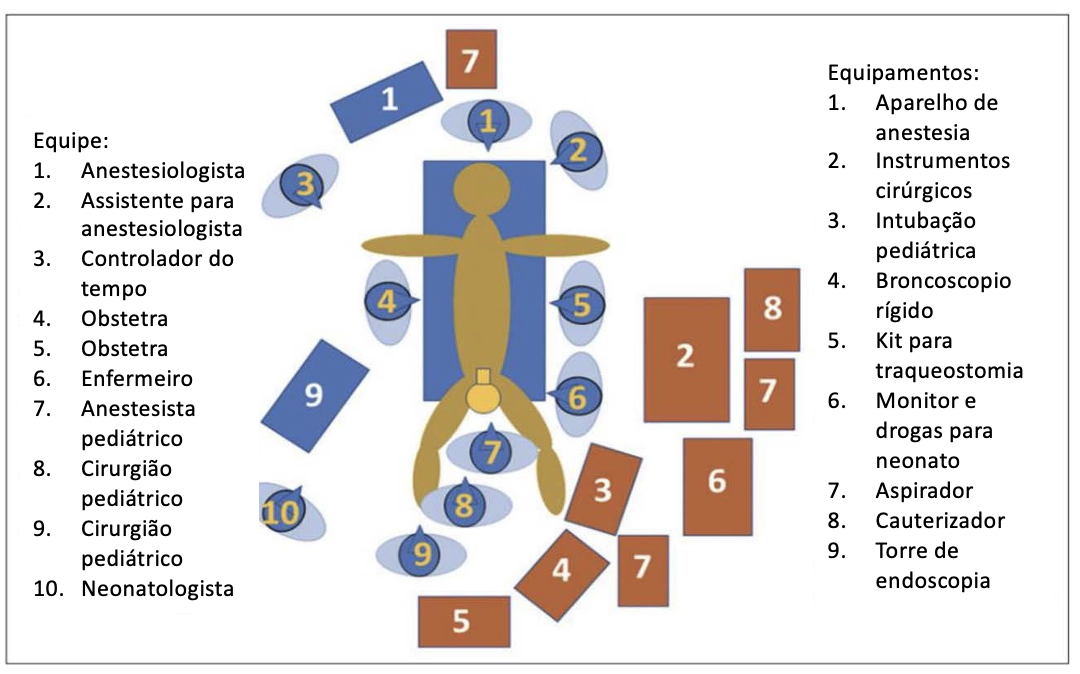 Equipe:
1. Anestesiologista
2. Assistente para
anestesiologista
3. Controlador do
tempo
4. Obstetra
5. Obstetra
6. Enfermeiro
7. Anestesista
pediátrico
8. Cirurgião
pediátrico
9. Cirurgião
pediátrico
10. Neonatologista
7
1
1
2
3
4
5
8
2
9
6
7
7
6
3
8
10
9
4
7
5
Equipamentos:
1. Aparelho de
anestesia
2. Instrumentos
cirúrgicos
3. Intubação
pediátrica
4. Broncoscopio
rígido
5. Kit para
traqueostomia
6. Monitor e
drogas para
neonato
7. Aspirador
8. Cauterizador
9. Torre de
endoscopia